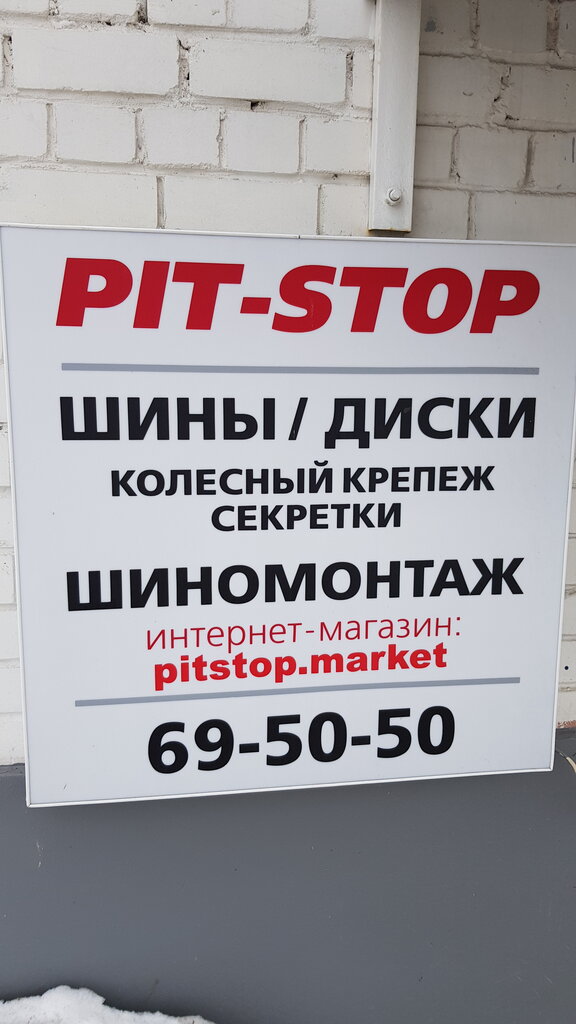 PIT-STOP
ШИНЫ / ДИСКИ
КОЛЕСНЫЙ КРЕПЕЖ
СЕКРЕТКИ
ШИНОМОНТАЖ
интернет-магазин:
pitstop.market
69-50-50